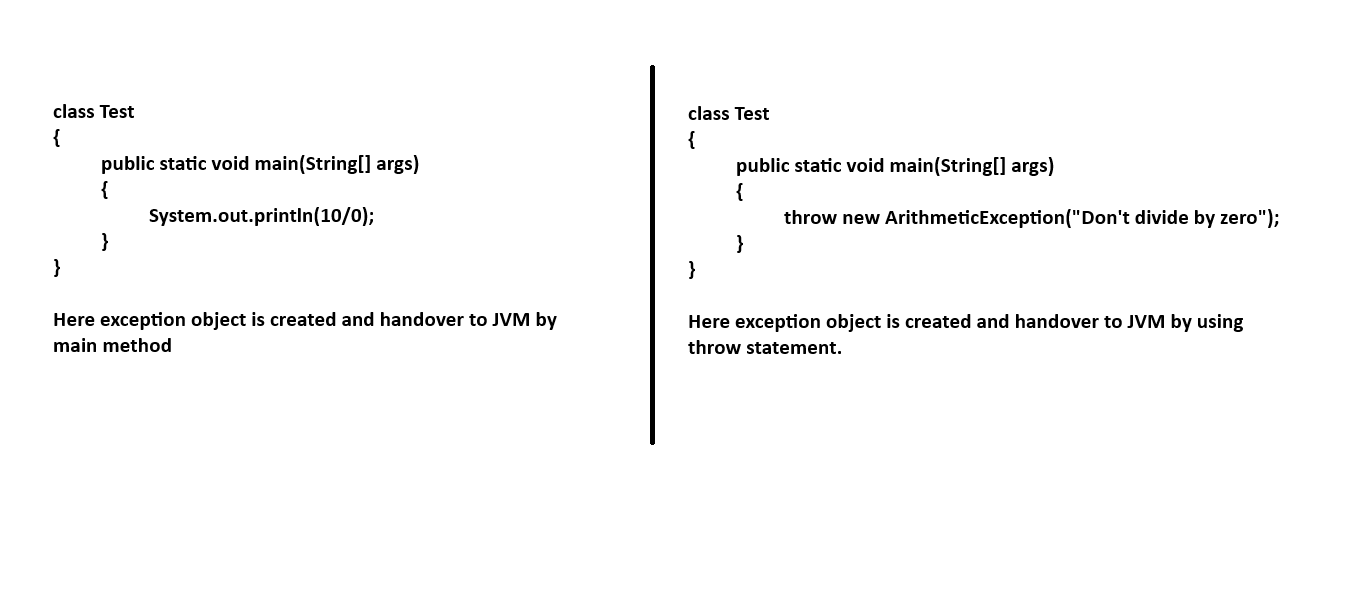 class Test
{
public static void main(String[] args)
{
System.out.println(10/0);
}
}
Here exception object is created and handover to JVM by
main method
class Test
{
public static void main(String[] args)
{
throw new ArithmeticException("Don't divide by zero");
}
}
Here exception object is created and handover to JVM by using
throw statement.